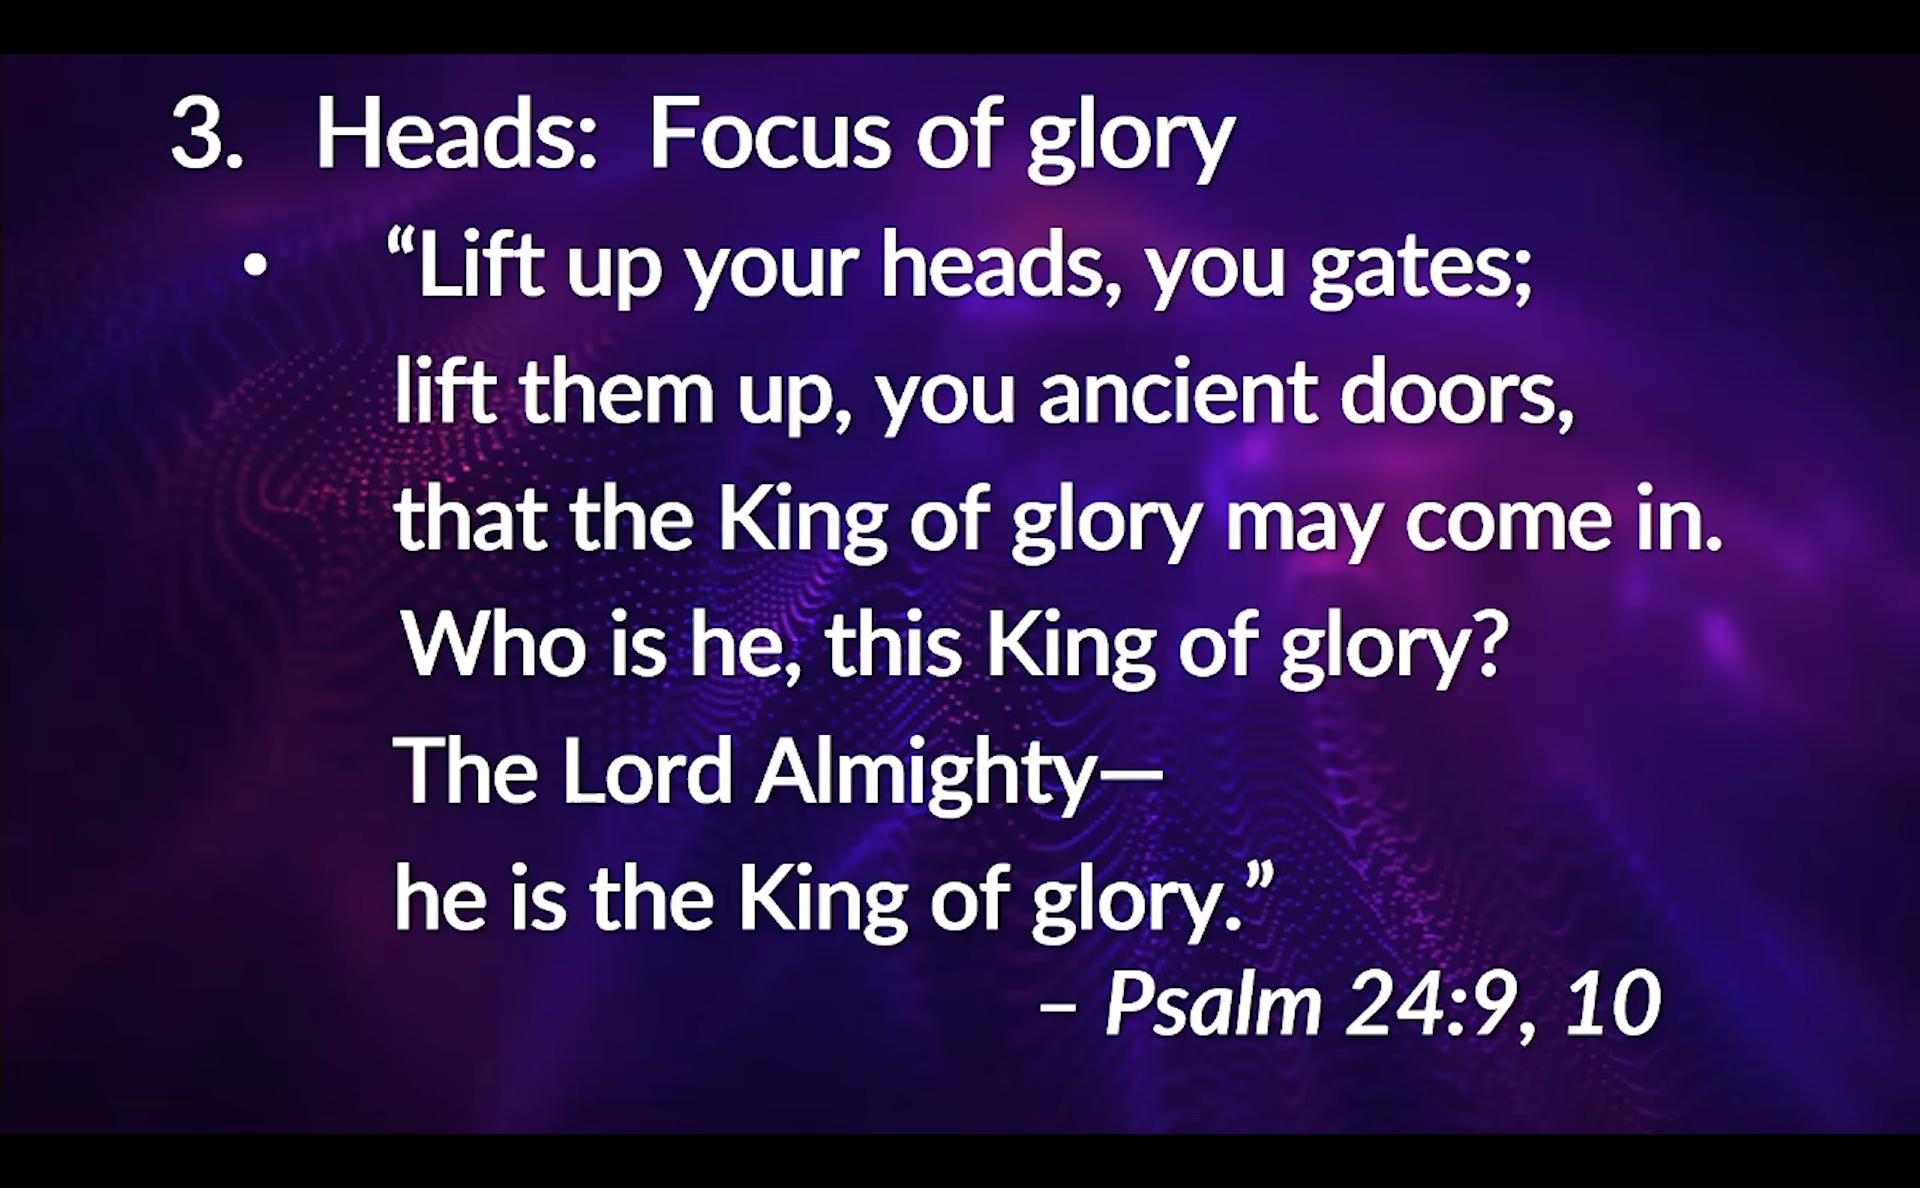 3. Heads: Focus of glory
• “Lift up your heads, you gates;
lift them up, you ancient doors,
that the King of glory may come in.
Who is he, this King of glory?
The Lord Almighty—
he is the King of glory.”
– Psalm 24:9, 10